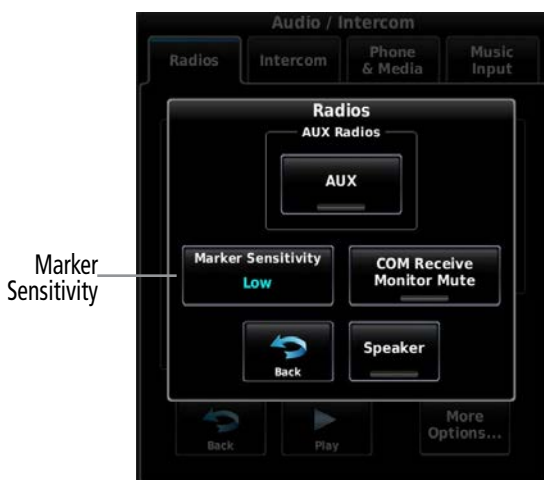 Audio / Intercom
Radios
Intercom
Phone
& Media
Music
Input
Radios
AUX Radios
AUX
Marker Sensitivity
Low
COM Receive
Monitor Mute
Marker
Sensitivity
Back
Speaker
Back
Play
More
Options...